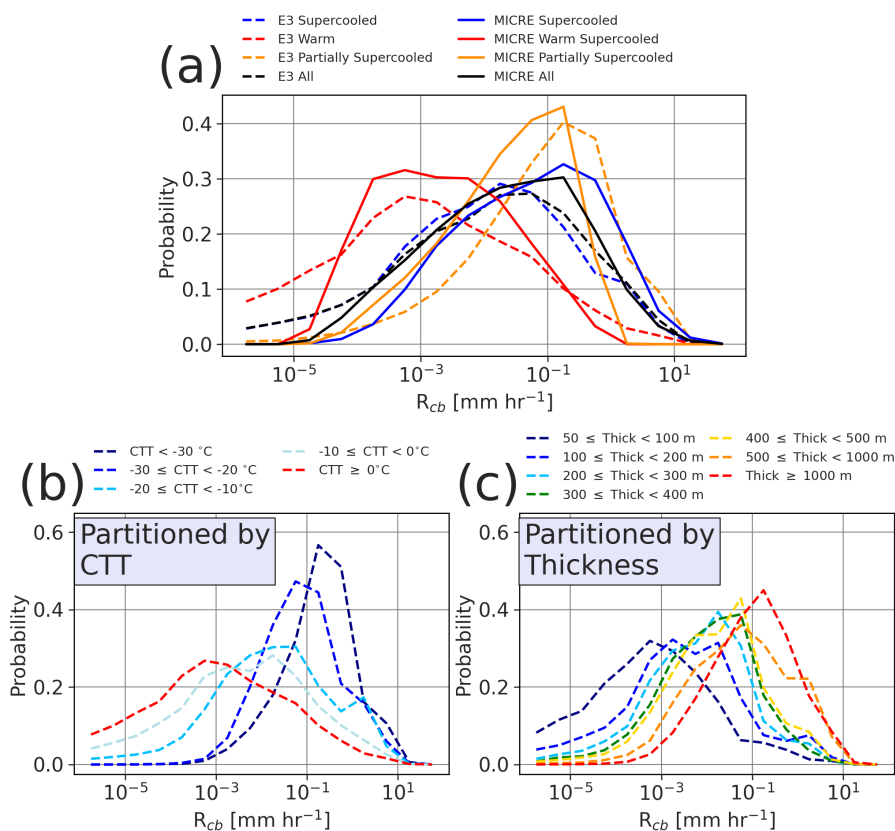 E3 Supercooled
E3 Warm
E3 Partially Supercooled
E3 All
MICRE Supercooled
MICRE Warm Supercooled
MICRE Partially Supercooled
MICRE All
(a)
Probability
0.4
0.3
0.2
0.1
0.0
10⁻⁵
10⁻³
10⁻¹
10¹
R_cb [mm hr⁻¹]
(b)
CTT < -30 °C
-30 ≤ CTT < -20 °C
-20 ≤ CTT < -10°C
-10 ≤ CTT < 0°C
CTT ≥ 0°C
Partitioned by
CTT
Probability
0.6
0.4
0.2
0.0
10⁻⁵
10⁻³
10⁻¹
10¹
R_cb [mm hr⁻¹]
(c)
50 ≤ Thick < 100 m
100 ≤ Thick < 200 m
200 ≤ Thick < 300 m
300 ≤ Thick < 400 m
400 ≤ Thick < 500 m
500 ≤ Thick < 1000 m
Thick ≥ 1000 m
Partitioned by
Thickness
Probability
0.6
0.4
0.2
0.0
10⁻⁵
10⁻³
10⁻¹
10¹
R_cb [mm hr⁻¹]